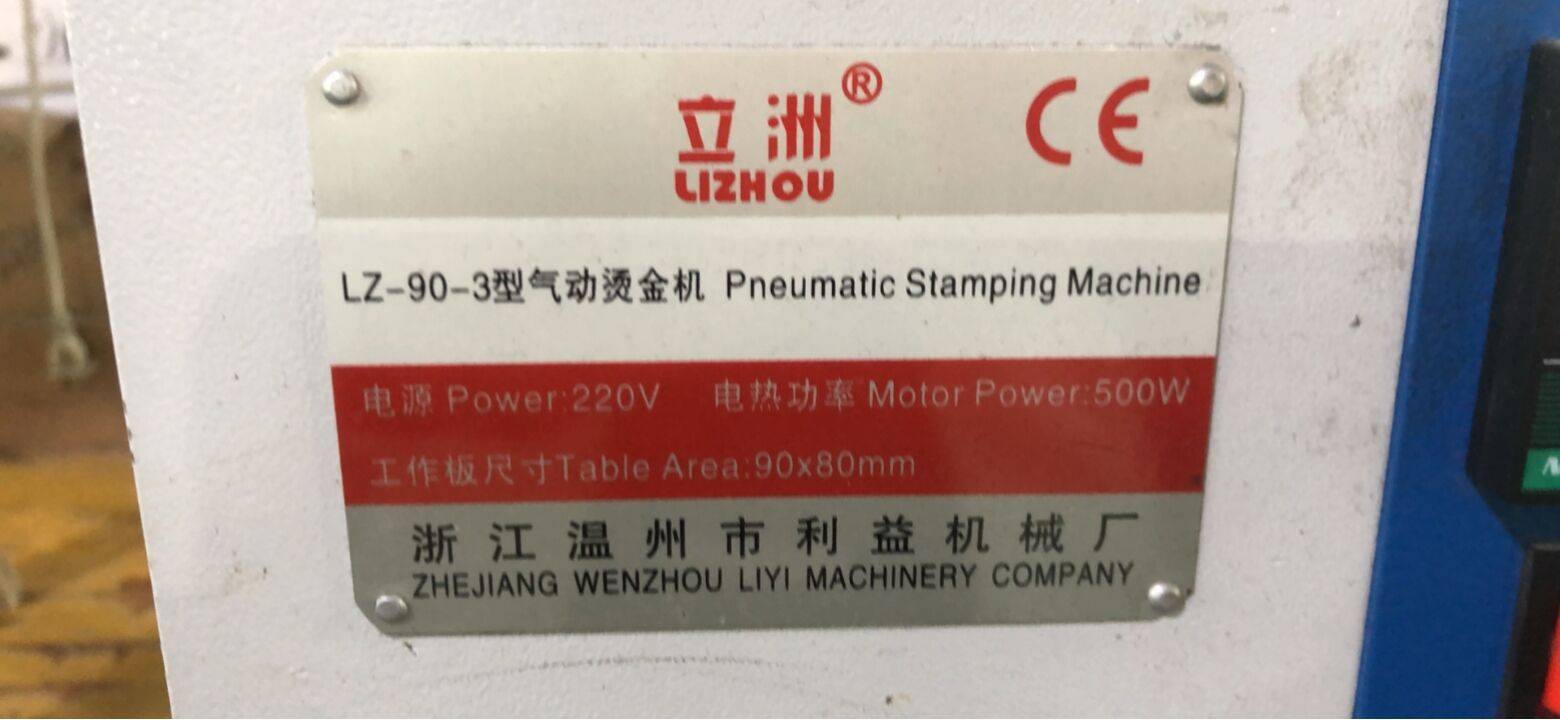 立洲®
LIZHOU
CE
LZ-90-3型气动烫金机 Pneumatic Stamping Machine
电源 Power:220V 电热功率 Motor Power:500W
工作板尺寸Table Area:90x80mm
浙江温州市利益机械厂
ZHEJIANG WENZHOU LIYI MACHINERY COMPANY